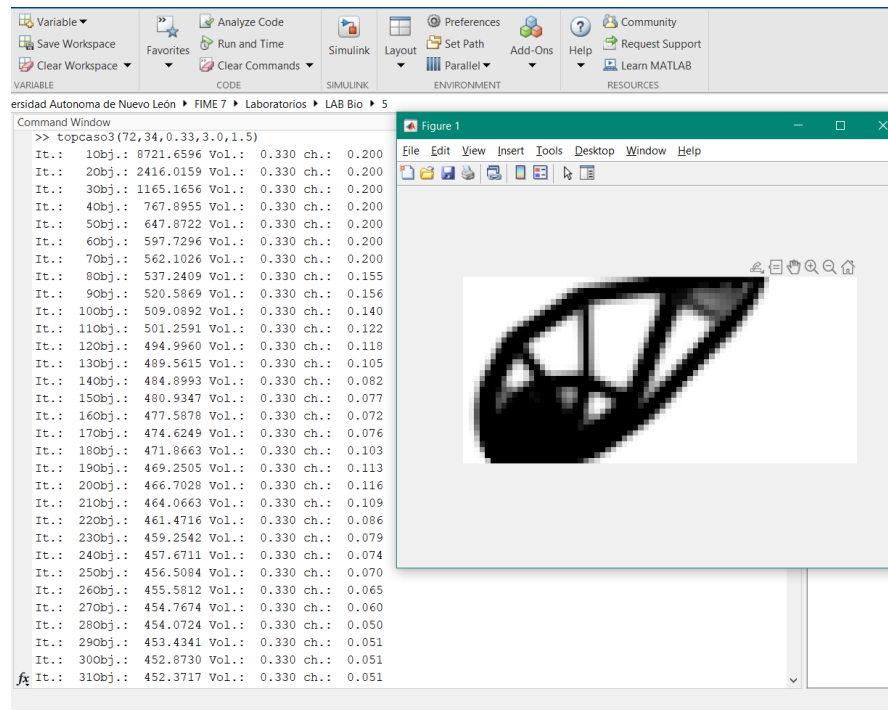 Variable
Save Workspace
Clear Workspace
VARIABLE
Favorites
Analyze Code
Run and Time
Clear Commands
CODE
Simulink
SIMULINK
Layout
Preferences
Set Path
Parallel
Add-Ons
ENVIRONMENT
Help
Community
Request Support
Learn MATLAB
RESOURCES
ersidad Autonoma de Nuevo León ▸ FIME 7 ▸ Laboratorios ▸ LAB Bio ▸ 5
Command Window
>> topcaso3(72,34,0.33,3.0,1.5)
It.: 1Obj.: 8721.6596 Vol.: 0.330 ch.: 0.200
It.: 2Obj.: 2416.0159 Vol.: 0.330 ch.: 0.200
It.: 3Obj.: 1165.1656 Vol.: 0.330 ch.: 0.200
It.: 4Obj.: 767.8955 Vol.: 0.330 ch.: 0.200
It.: 5Obj.: 647.8722 Vol.: 0.330 ch.: 0.200
It.: 6Obj.: 597.7296 Vol.: 0.330 ch.: 0.200
It.: 7Obj.: 562.1026 Vol.: 0.330 ch.: 0.200
It.: 8Obj.: 537.2409 Vol.: 0.330 ch.: 0.155
It.: 9Obj.: 520.5869 Vol.: 0.330 ch.: 0.156
It.: 10Obj.: 509.0892 Vol.: 0.330 ch.: 0.140
It.: 11Obj.: 501.2591 Vol.: 0.330 ch.: 0.122
It.: 12Obj.: 494.9960 Vol.: 0.330 ch.: 0.118
It.: 13Obj.: 489.5615 Vol.: 0.330 ch.: 0.105
It.: 14Obj.: 484.8993 Vol.: 0.330 ch.: 0.082
It.: 15Obj.: 480.9347 Vol.: 0.330 ch.: 0.077
It.: 16Obj.: 477.5878 Vol.: 0.330 ch.: 0.072
It.: 17Obj.: 474.6249 Vol.: 0.330 ch.: 0.076
It.: 18Obj.: 471.8663 Vol.: 0.330 ch.: 0.103
It.: 19Obj.: 469.2505 Vol.: 0.330 ch.: 0.113
It.: 20Obj.: 466.7028 Vol.: 0.330 ch.: 0.116
It.: 21Obj.: 464.0663 Vol.: 0.330 ch.: 0.109
It.: 22Obj.: 461.4716 Vol.: 0.330 ch.: 0.086
It.: 23Obj.: 459.2542 Vol.: 0.330 ch.: 0.079
It.: 24Obj.: 457.6711 Vol.: 0.330 ch.: 0.074
It.: 25Obj.: 456.5084 Vol.: 0.330 ch.: 0.070
It.: 26Obj.: 455.5812 Vol.: 0.330 ch.: 0.065
It.: 27Obj.: 454.7674 Vol.: 0.330 ch.: 0.060
It.: 28Obj.: 454.0724 Vol.: 0.330 ch.: 0.050
It.: 29Obj.: 453.4341 Vol.: 0.330 ch.: 0.051
It.: 30Obj.: 452.8730 Vol.: 0.330 ch.: 0.051
fx It.: 31Obj.: 452.3717 Vol.: 0.330 ch.: 0.051
Figure 1
File Edit View Insert Tools Desktop Window Help